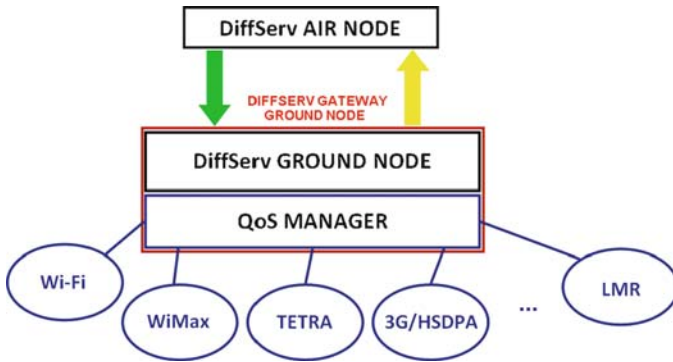 DiffServ AIR NODE
DIFFSERV GATEWAY
GROUND NODE
DiffServ GROUND NODE
QoS MANAGER
Wi-Fi
WiMax
TETRA
3G/HSDPA
...
LMR